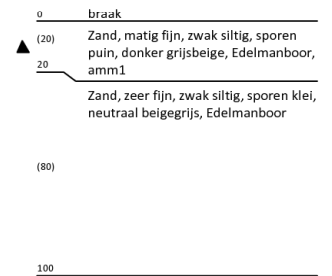 0 braak
(20) Zand, matig fijn, zwak siltig, sporen
puin, donker grijsbeige, Edelmanboor,
20 amm1
Zand, zeer fijn, zwak siltig, sporen klei,
neutraal beigegrijs, Edelmanboor
(80)
100